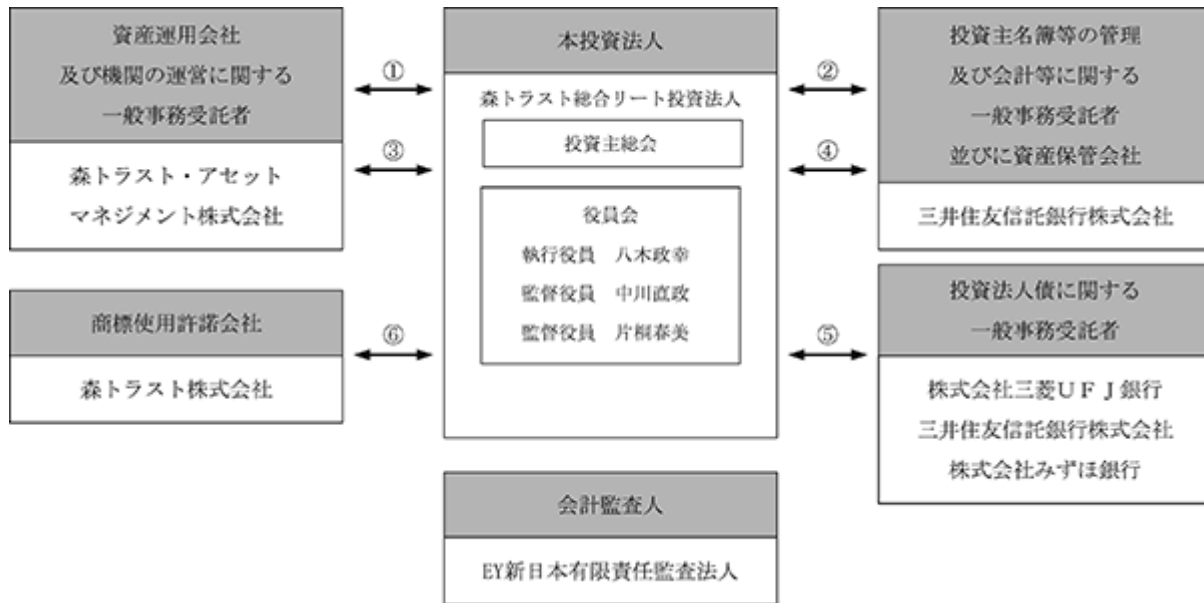 資産運用会社
及び機関の運営に関する
一般事務受託者
森トラスト・アセット
マネジメント株式会社
①
③
本投資法人
森トラスト総合リート投資法人
投資主総会
役員会
執行役員　八木政幸
監督役員　中川直政
監督役員　片桐春美
②
④
投資主名簿等の管理
及び会計等に関する
一般事務受託者
並びに資産保管会社
三井住友信託銀行株式会社
商標使用許諾会社
森トラスト株式会社
⑥
⑤
投資法人債に関する
一般事務受託者
株式会社三菱ＵＦＪ銀行
三井住友信託銀行株式会社
株式会社みずほ銀行
会計監査人
EY新日本有限責任監査法人